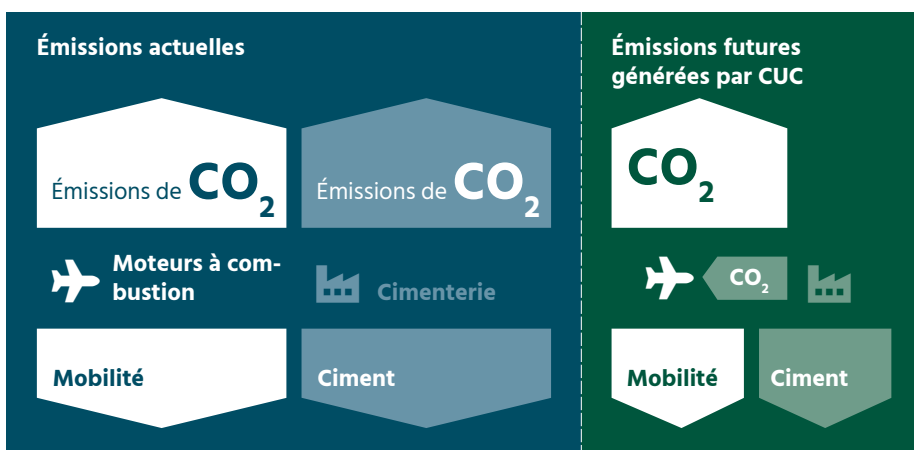 Émissions actuelles
Émissions de CO₂
Émissions de CO₂
Moteurs à com-
bustion
Cimenterie
Mobilité
Ciment
Émissions futures
générées par CUC
CO₂
CO₂
Mobilité
Ciment